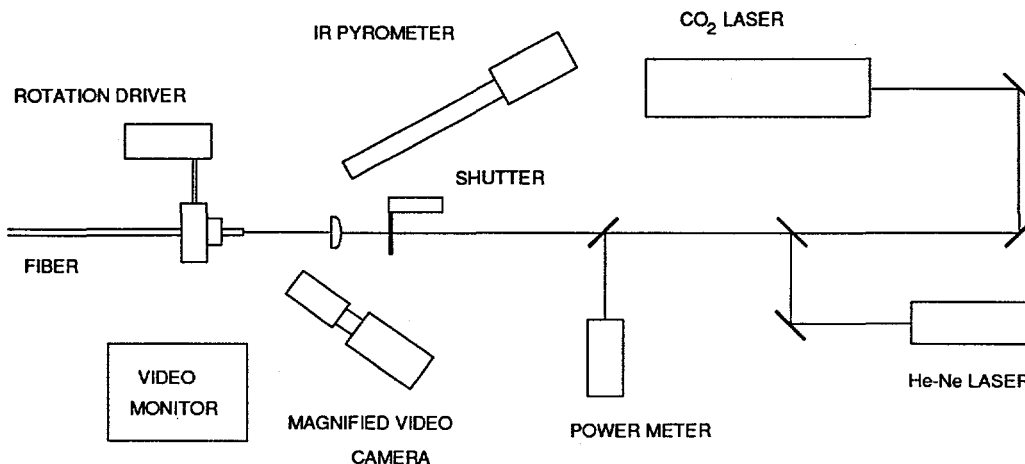 CO2 LASER
IR PYROMETER
ROTATION DRIVER
SHUTTER
FIBER
VIDEO
MONITOR
He-Ne LASER
MAGNIFIED VIDEO
CAMERA
POWER METER